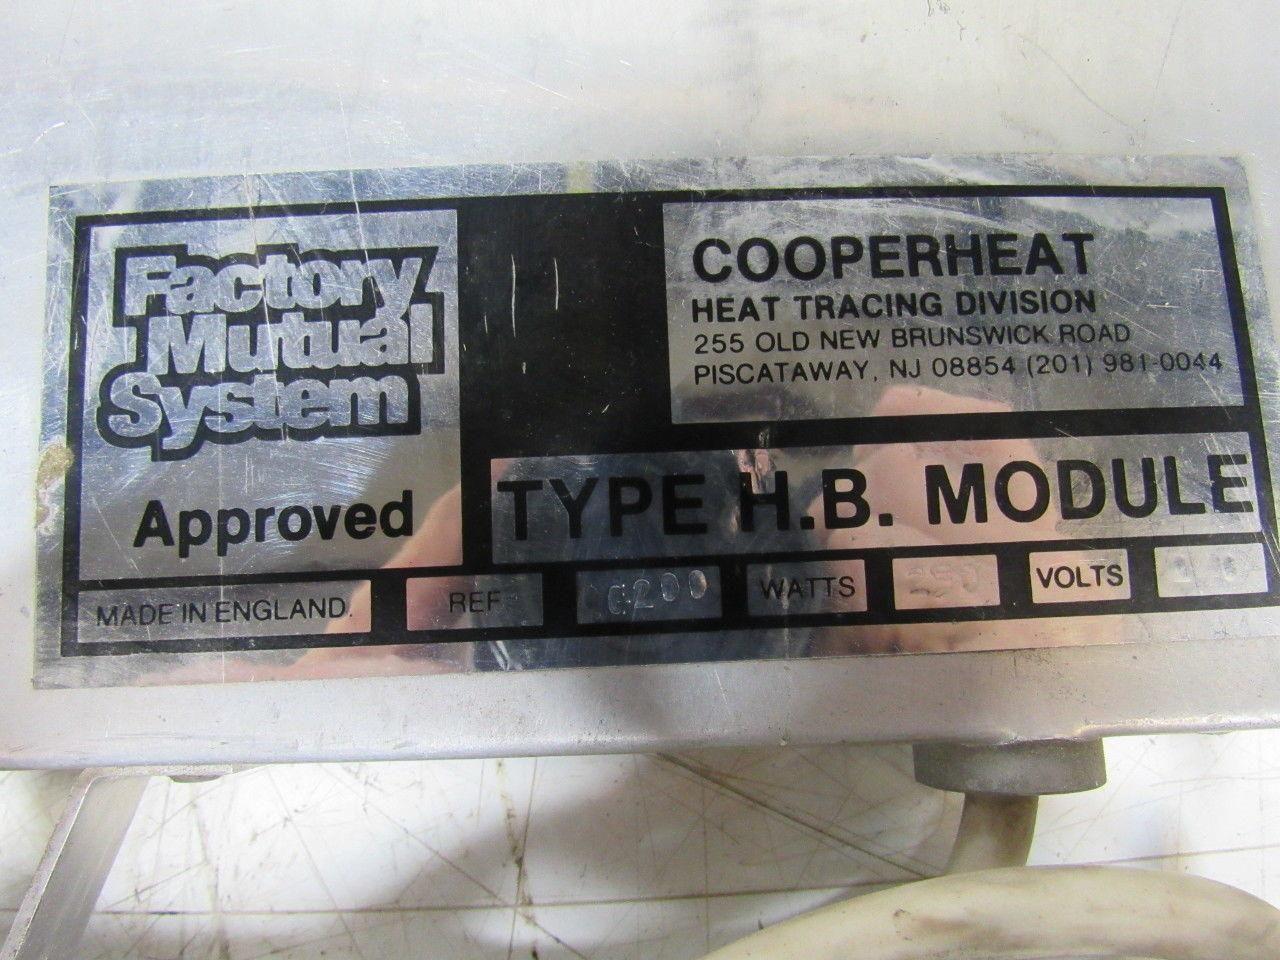 Factory
Mutual
System
Approved
COOPERHEAT
HEAT TRACING DIVISION
255 OLD NEW BRUNSWICK ROAD
PISCATAWAY, NJ 08854 (201) 981-0044
TYPE H.B. MODULE
MADE IN ENGLAND. REF WATTS VOLTS